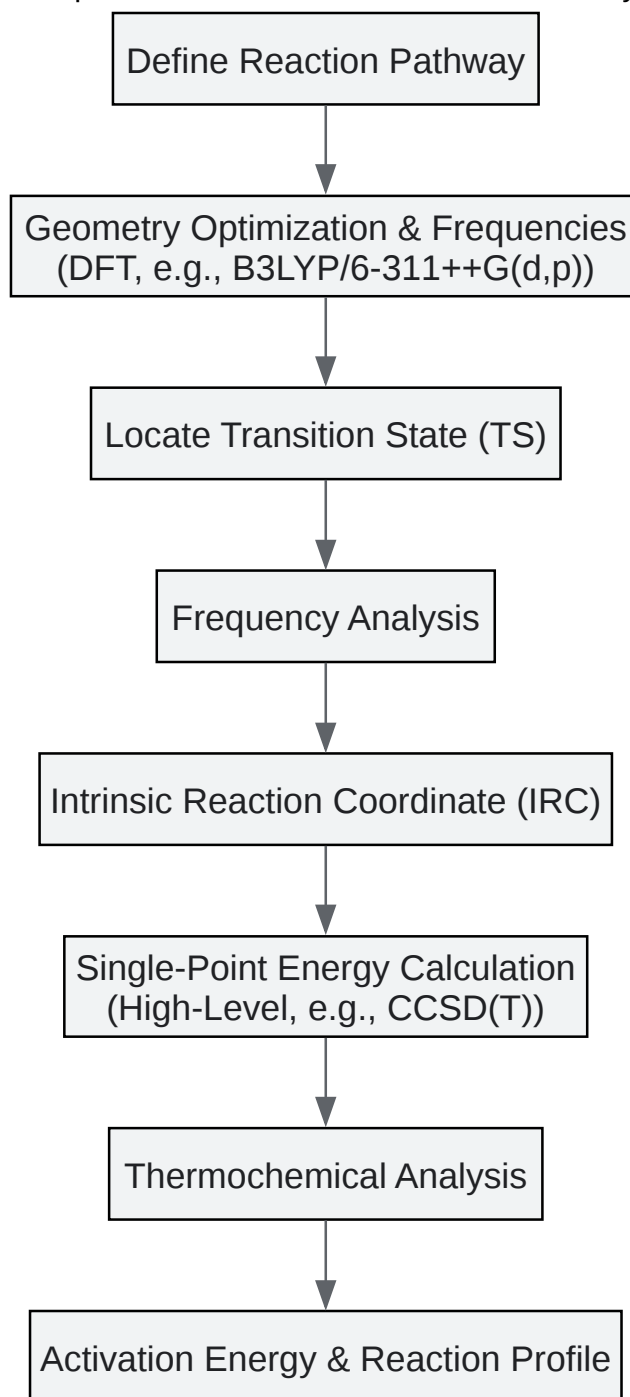 Define Reaction Pathway
Geometry Optimization & Frequencies
(DFT, e.g., B3LYP/6-311++G(d,p))
Locate Transition State (TS)
Frequency Analysis
Intrinsic Reaction Coordinate (IRC)
Single-Point Energy Calculation
(High-Level, e.g., CCSD(T))
Thermochemical Analysis
Activation Energy & Reaction Profile